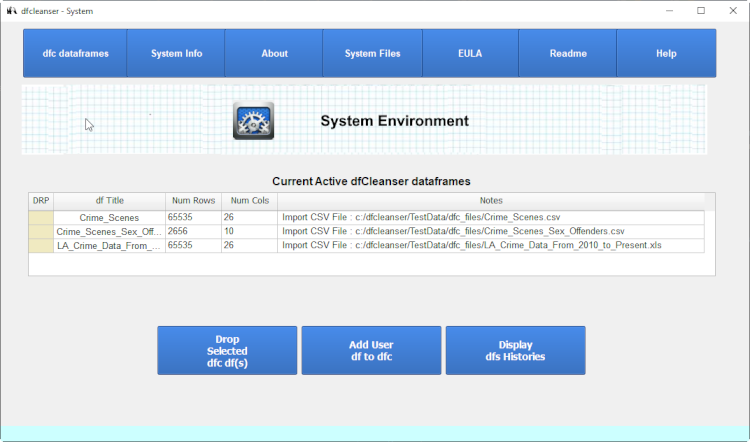 dfcleanser - System
dfc dataframes System Info About System Files EULA Readme Help
System Environment
Current Active dfCleanser dataframes
DRP df Title Num Rows Num Cols Notes
Crime_Scenes 65535 26 Import CSV File : c:/dfcleanser/TestData/dfc_files/Crime_Scenes.csv
Crime_Scenes_Sex_Off... 2656 10 Import CSV File : c:/dfcleanser/TestData/dfc_files/Crime_Scenes_Sex_Offenders.csv
LA_Crime_Data_From_... 65535 26 Import CSV File : c:/dfcleanser/TestData/dfc_files/LA_Crime_Data_From_2010_to_Present.xls
Drop
Selected
dfc df(s)
Add User
df to dfc
Display
dfs Histories